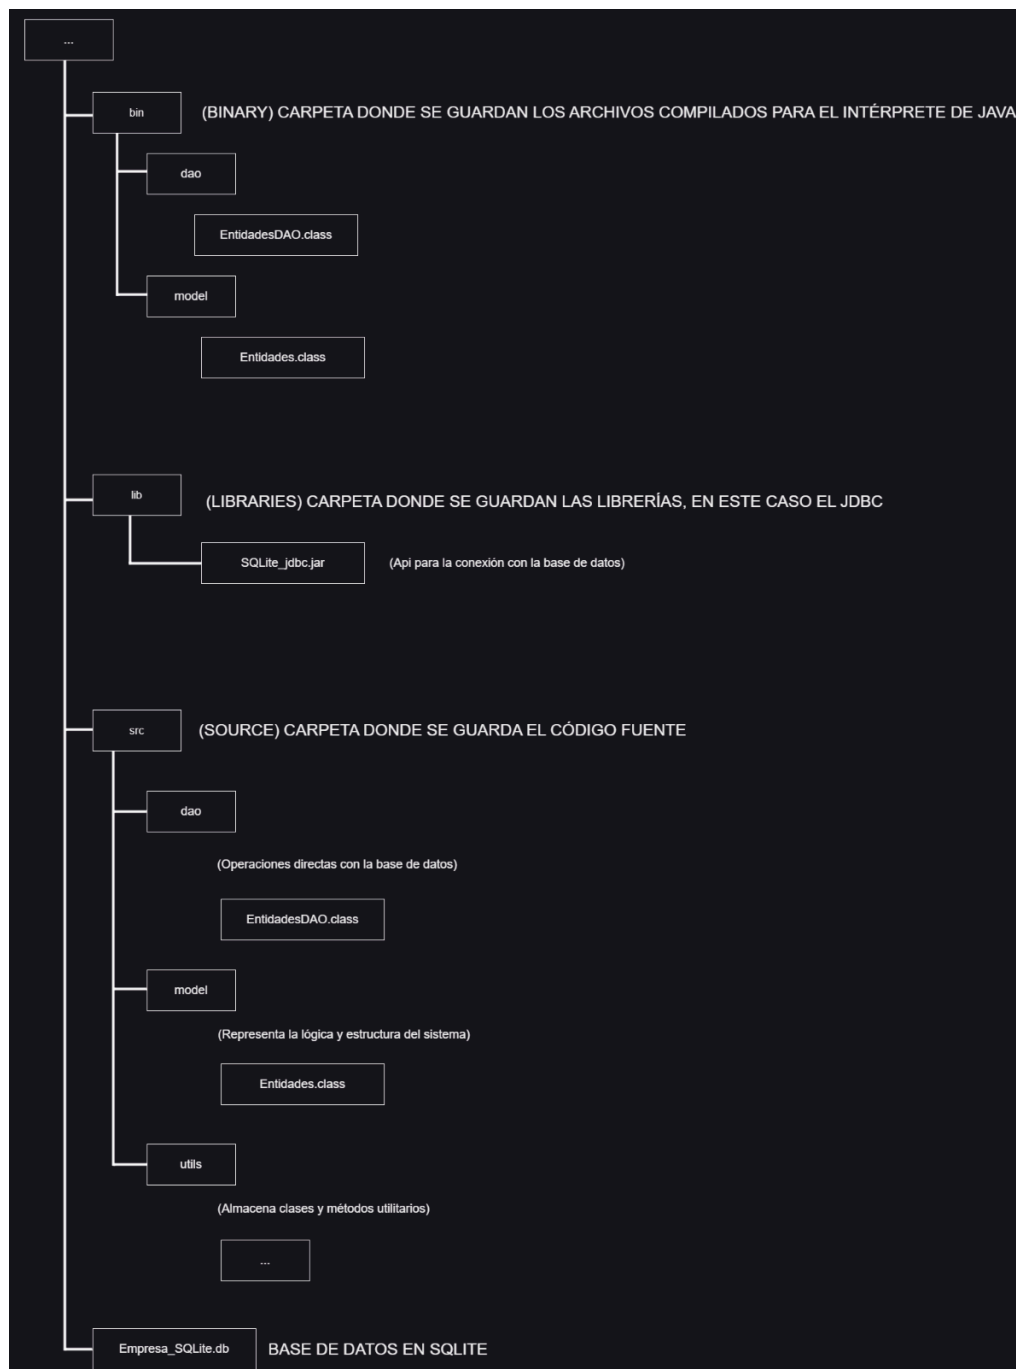 ...
bin
(BINARY) CARPETA DONDE SE GUARDAN LOS ARCHIVOS COMPILADOS PARA EL INTÉRPRETE DE JAVA
dao
EntidadesDAO.class
model
Entidades.class
lib
(LIBRARIES) CARPETA DONDE SE GUARDAN LAS LIBRERÍAS, EN ESTE CASO EL JDBC
SQLite_jdbc.jar
(Api para la conexión con la base de datos)
src
(SOURCE) CARPETA DONDE SE GUARDA EL CÓDIGO FUENTE
dao
(Operaciones directas con la base de datos)
EntidadesDAO.class
model
(Representa la lógica y estructura del sistema)
Entidades.class
utils
(Almacena clases y métodos utilitarios)
...
Empresa_SQLite.db
BASE DE DATOS EN SQLITE